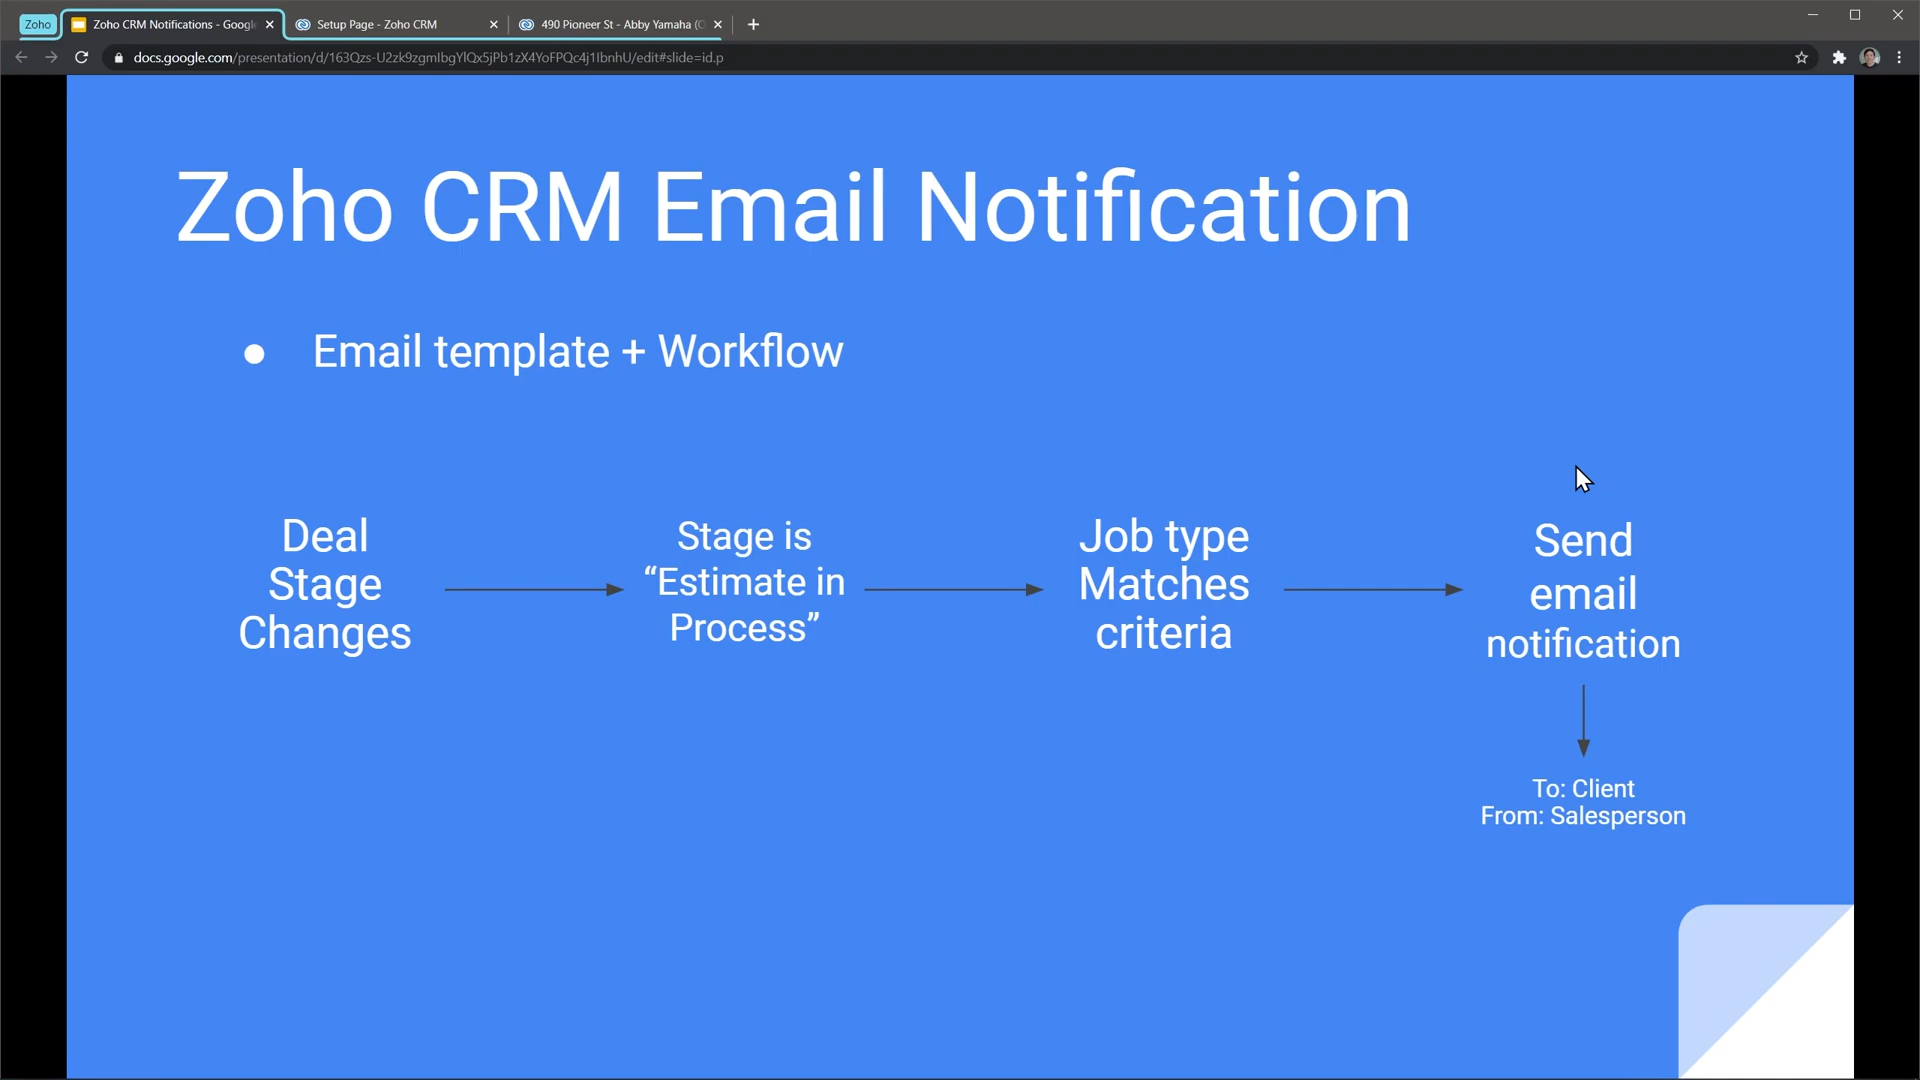 Zoho
Zoho CRM Notifications - Google
Setup Page - Zoho CRM
490 Pioneer St - Abby Yamaha (
docs.google.com/presentation/d/163Qzs-U2zk9zgmIbgYlQx5jPb1zX4YoFPQc4j1IbnhU/edit#slide=id.p
Zoho CRM Email Notification
● Email template + Workflow
Deal
Stage
Changes
Stage is
“Estimate in
Process”
Job type
Matches
criteria
Send
email
notification
To: Client
From: Salesperson